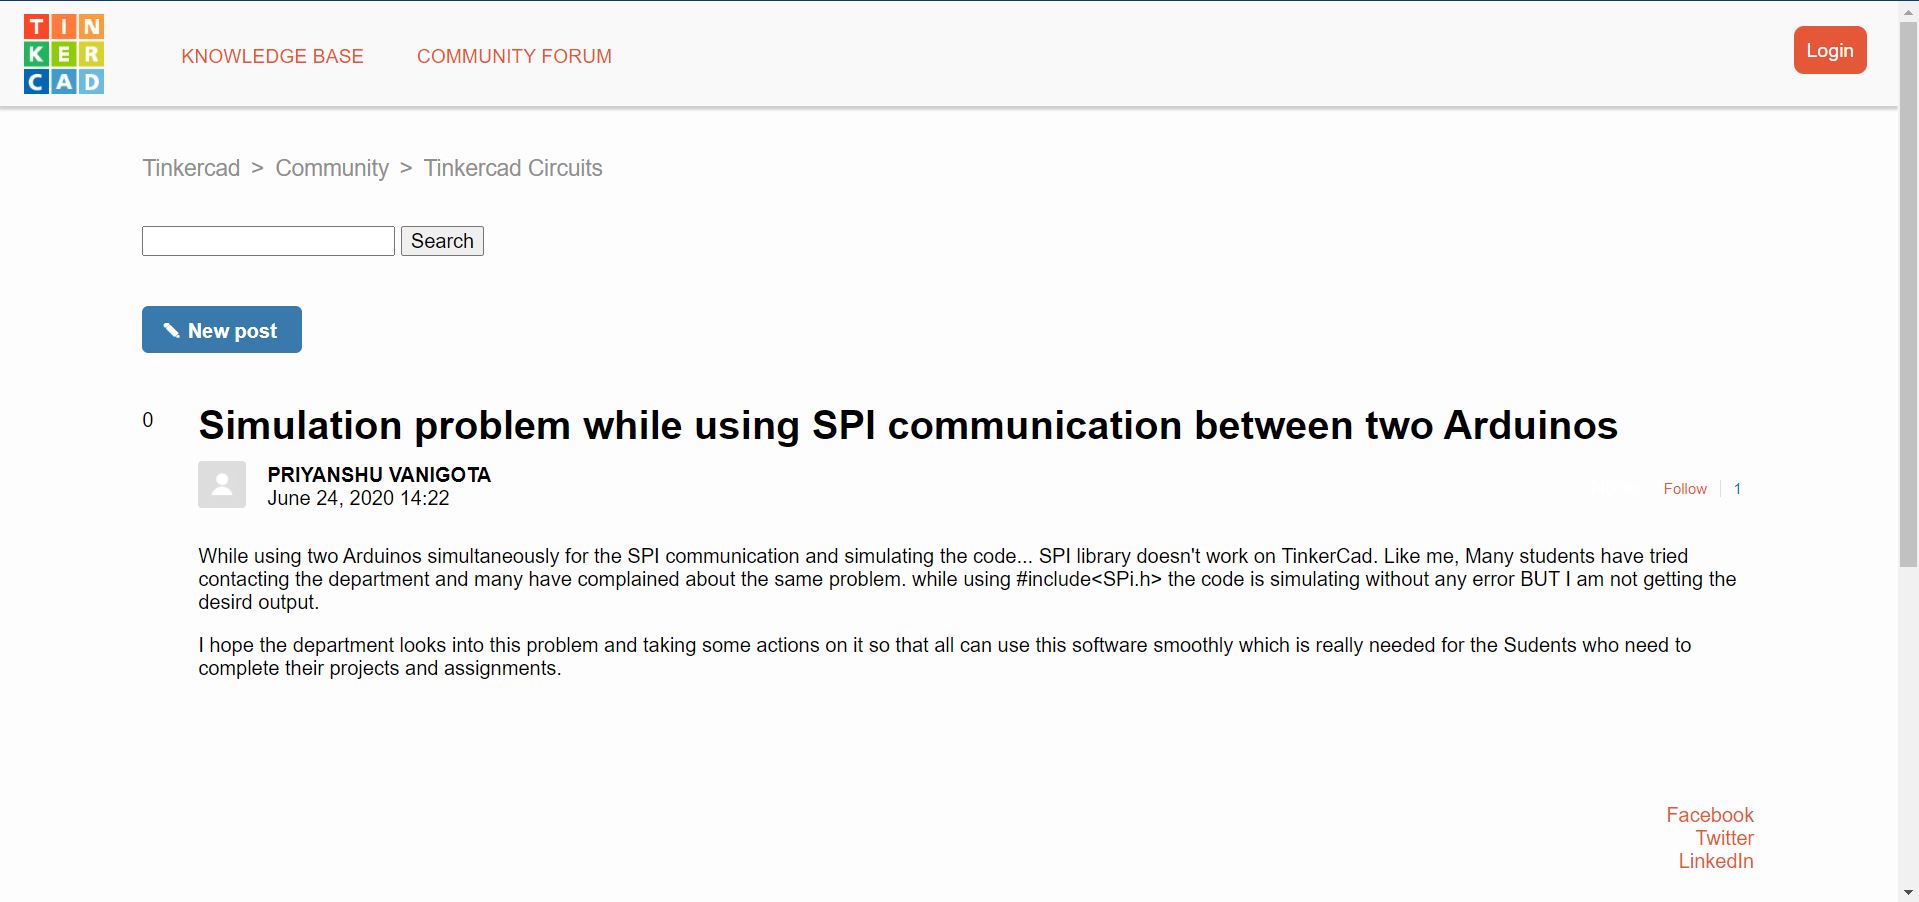 TIN
KER
CAD
KNOWLEDGE BASE
COMMUNITY FORUM
Login
Tinkercad > Community > Tinkercad Circuits
Search
New post
0
Simulation problem while using SPI communication between two Arduinos
PRIYANSHU VANIGOTA
June 24, 2020 14:22
Follow
1
While using two Arduinos simultaneously for the SPI communication and simulating the code... SPI library doesn't work on TinkerCad. Like me, Many students have tried
contacting the department and many have complained about the same problem. while using #include<SPi.h> the code is simulating without any error BUT I am not getting the
desird output.
I hope the department looks into this problem and taking some actions on it so that all can use this software smoothly which is really needed for the Sudents who need to
complete their projects and assignments.
Facebook
Twitter
LinkedIn